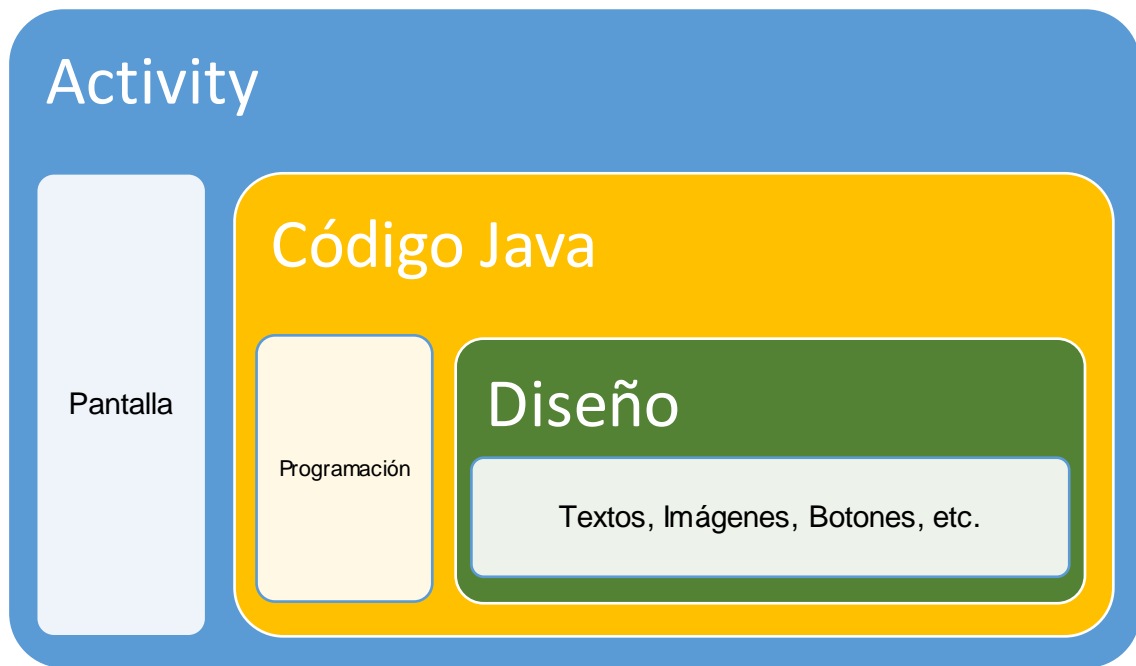 Activity
Código Java
Pantalla
Diseño
Programación
Textos, Imágenes, Botones, etc.